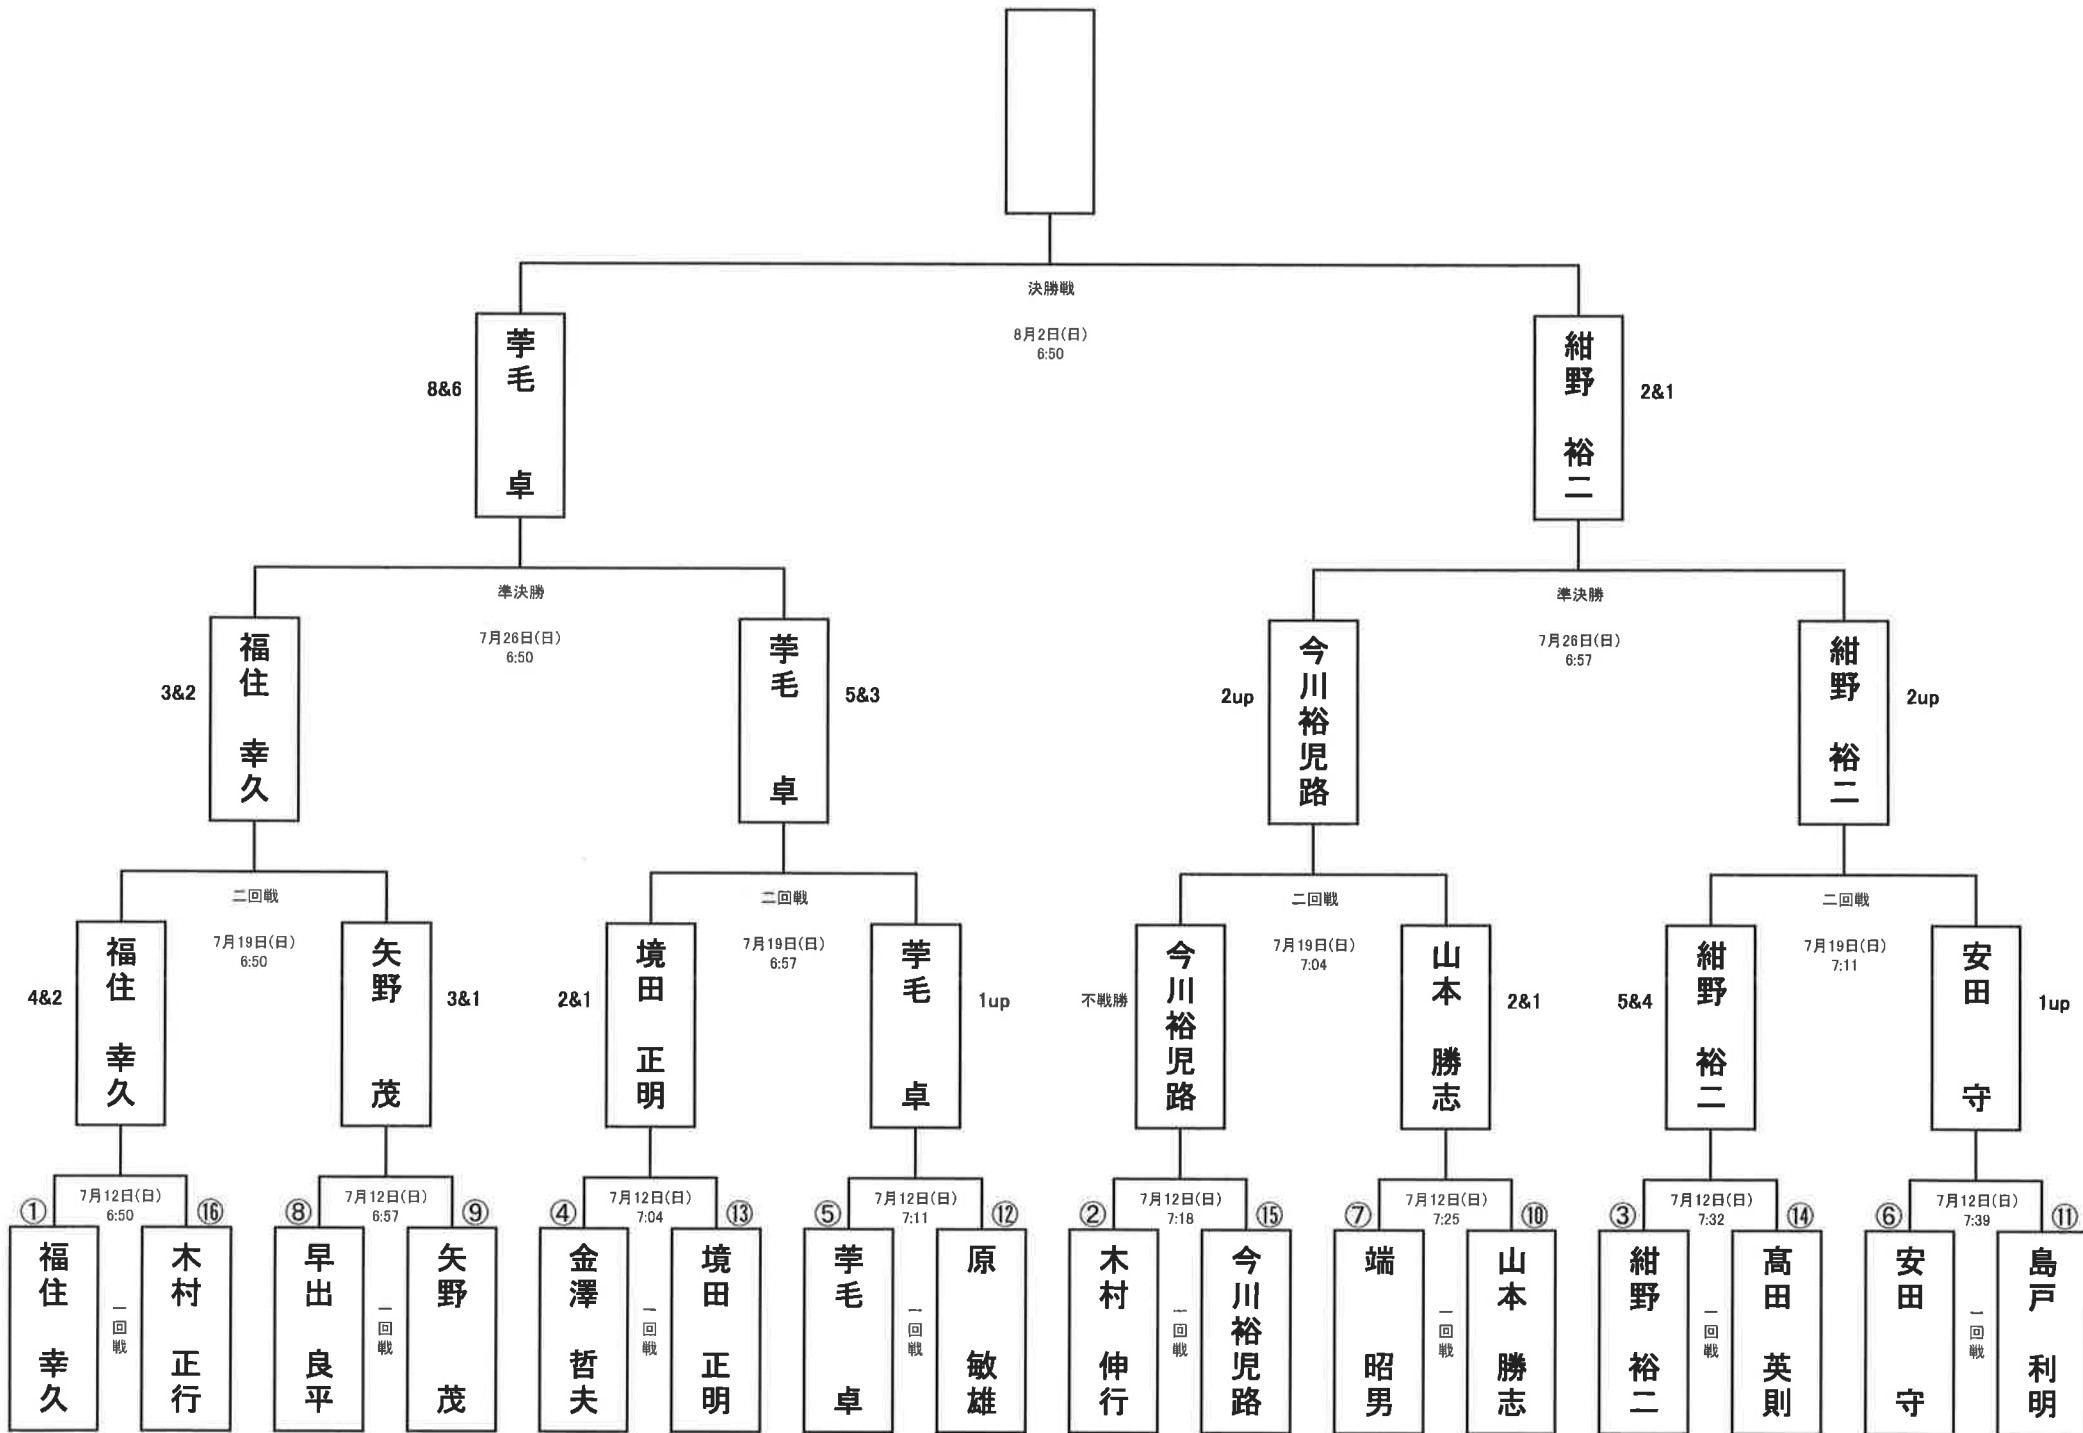 決勝戦
8月2日(日)
6:50
苧毛 卓
8&6
紺野 裕二
2&1
準決勝
7月26日(日)
6:50
準決勝
7月26日(日)
6:57
福住 幸久
3&2
苧毛 卓
5&3
今川裕児路
2up
紺野 裕二
2up
二回戦
7月19日(日)
6:50
二回戦
7月19日(日)
6:57
二回戦
7月19日(日)
7:04
二回戦
7月19日(日)
7:11
福住 幸久
4&2
矢野 茂
3&1
境田 正明
2&1
苧毛 卓
1up
今川裕児路
不戦勝
山本 勝志
2&1
紺野 裕二
5&4
安田 守
1up
7月12日(日)
6:50
7月12日(日)
6:57
7月12日(日)
7:04
7月12日(日)
7:11
7月12日(日)
7:18
7月12日(日)
7:25
7月12日(日)
7:32
7月12日(日)
7:39
①
福住 幸久
一回戦
⑯
木村 正行
⑧
早出 良平
一回戦
⑨
矢野 茂
④
金澤 哲夫
一回戦
⑬
境田 正明
⑤
苧毛 卓
一回戦
⑫
原 敏雄
②
木村 伸行
一回戦
⑮
今川裕児路
⑦
端 昭男
一回戦
⑩
山本 勝志
③
紺野 裕二
一回戦
⑭
髙田 英則
⑥
安田 守
一回戦
⑪
島戸 利明